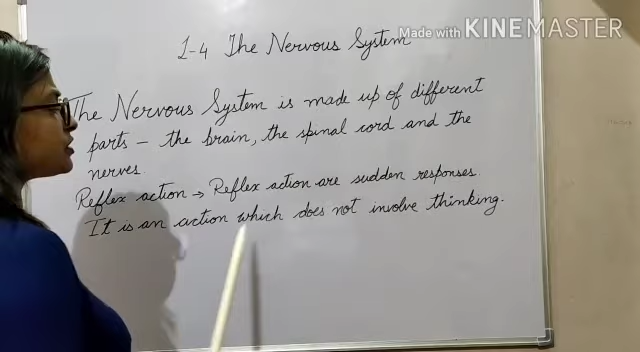 Made with KINEMASTER
1-4 The Nervous System
The Nervous System is made up of different
parts - the brain, the spinal cord and the
nerves.
Reflex action → Reflex action are sudden responses.
It is an action which does not involve thinking.